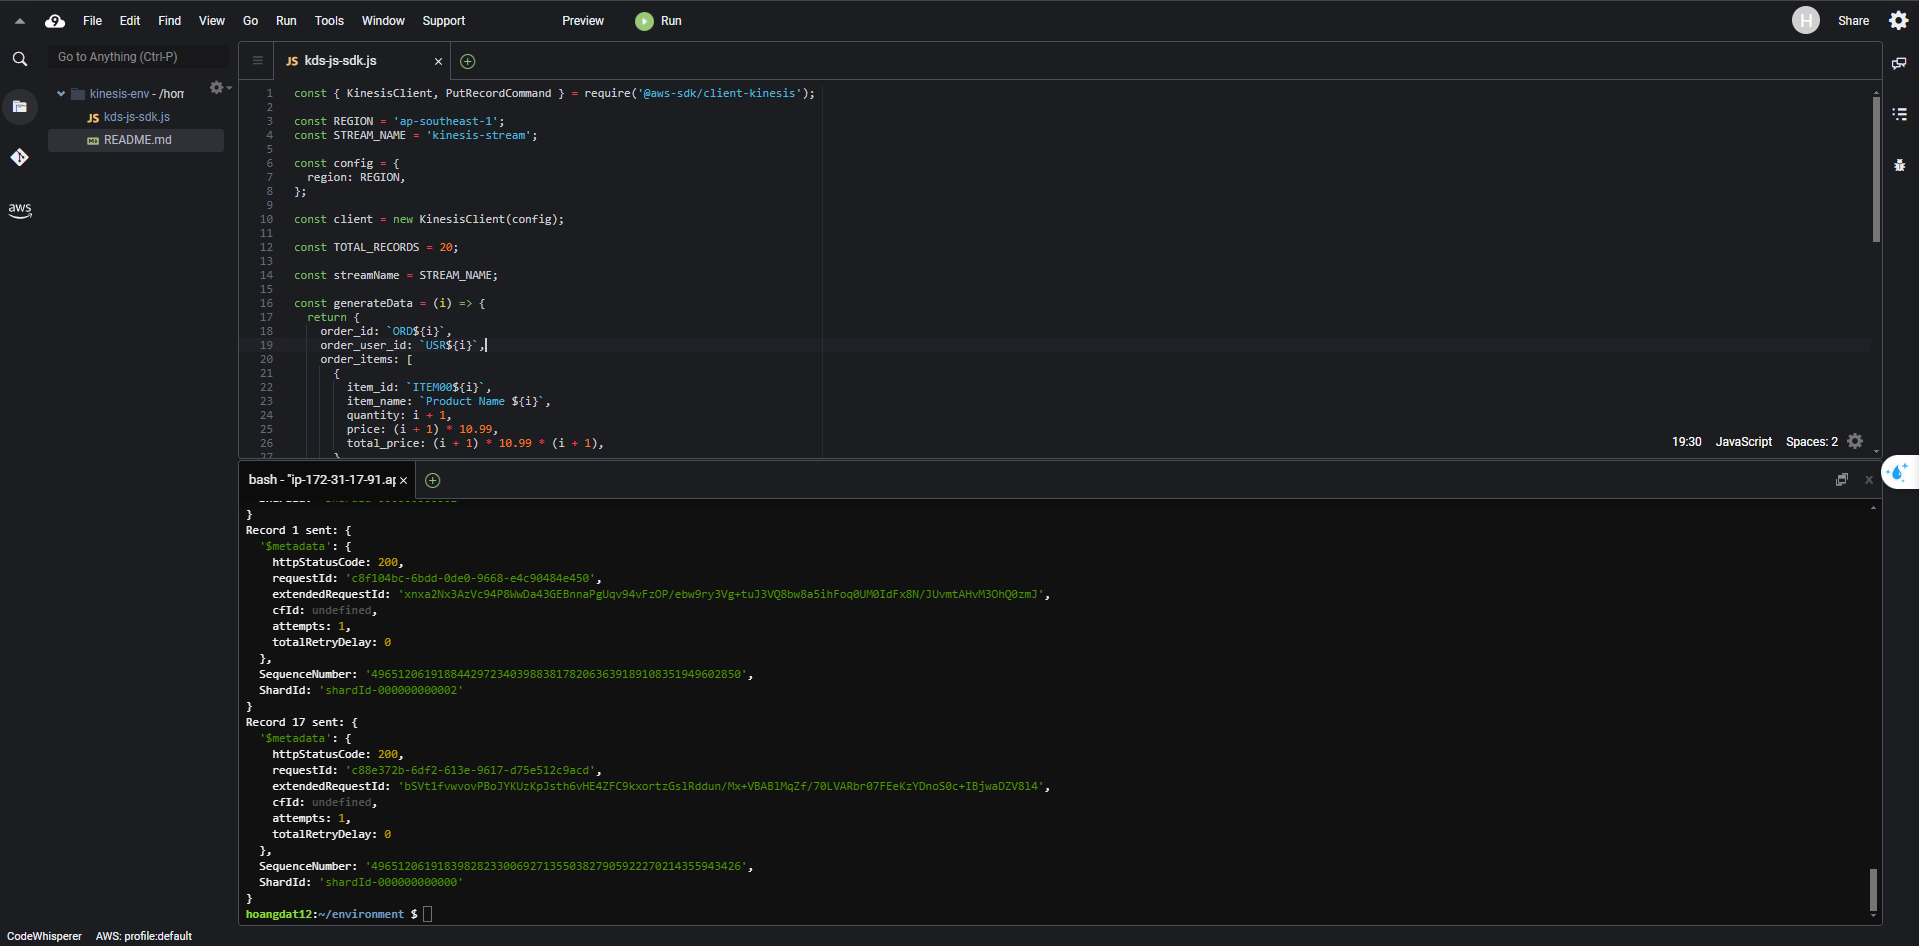 File Edit Find View Go Run Tools Window Support Preview Run H Share
Go to Anything (Ctrl-P)
kinesis-env - /hom
JS kds-js-sdk.js
README.md
aws
JS kds-js-sdk.js ×
1 const { KinesisClient, PutRecordCommand } = require('@aws-sdk/client-kinesis');
2
3 const REGION = 'ap-southeast-1';
4 const STREAM_NAME = 'kinesis-stream';
5
6 const config = {
7 region: REGION,
8 };
9
10 const client = new KinesisClient(config);
11
12 const TOTAL_RECORDS = 20;
13
14 const streamName = STREAM_NAME;
15
16 const generateData = (i) => {
17 return {
18 order_id: `ORD${i}`,
19 order_user_id: `USR${i}`,
20 order_items: [
21 {
22 item_id: `ITEM00${i}`,
23 item_name: `Product Name ${i}`,
24 quantity: i + 1,
25 price: (i + 1) * 10.99,
26 total_price: (i + 1) * 10.99 * (i + 1),
27 }
19:30 JavaScript Spaces: 2
bash - "ip-172-31-17-91.ap ×
}
Record 1 sent: {
'$metadata': {
httpStatusCode: 200,
requestId: 'c8f104bc-6bdd-0de0-9668-e4c90484e450',
extendedRequestId: 'xnxa2Nx3AzVc94P8WwDa43GEBnnaPgUqv94vFzOP/ebw9ry3Vg+tuJ3VQ8bw8a5ihFoq0UM0IdFx8N/JUvmtAHvM3OhQ0zmJ',
cfId: undefined,
attempts: 1,
totalRetryDelay: 0
},
SequenceNumber: '49651206191884429723403988381782063639189108351949602850',
ShardId: 'shardId-000000000002'
}
Record 17 sent: {
'$metadata': {
httpStatusCode: 200,
requestId: 'c88e372b-6df2-613e-9617-d75e512c9acd',
extendedRequestId: 'bSVt1fvwvovPBoJYKUzKpJsth6vHE4ZFC9kxortzGslRddun/Mx+VBABlMqZf/70LVARbr07FEeKzYDnoS0c+IBjwaDZV8l4',
cfId: undefined,
attempts: 1,
totalRetryDelay: 0
},
SequenceNumber: '49651206191839828233006927135503827905922270214355943426',
ShardId: 'shardId-000000000000'
}
hoangdat12:~/environment $
CodeWhisperer AWS: profile:default